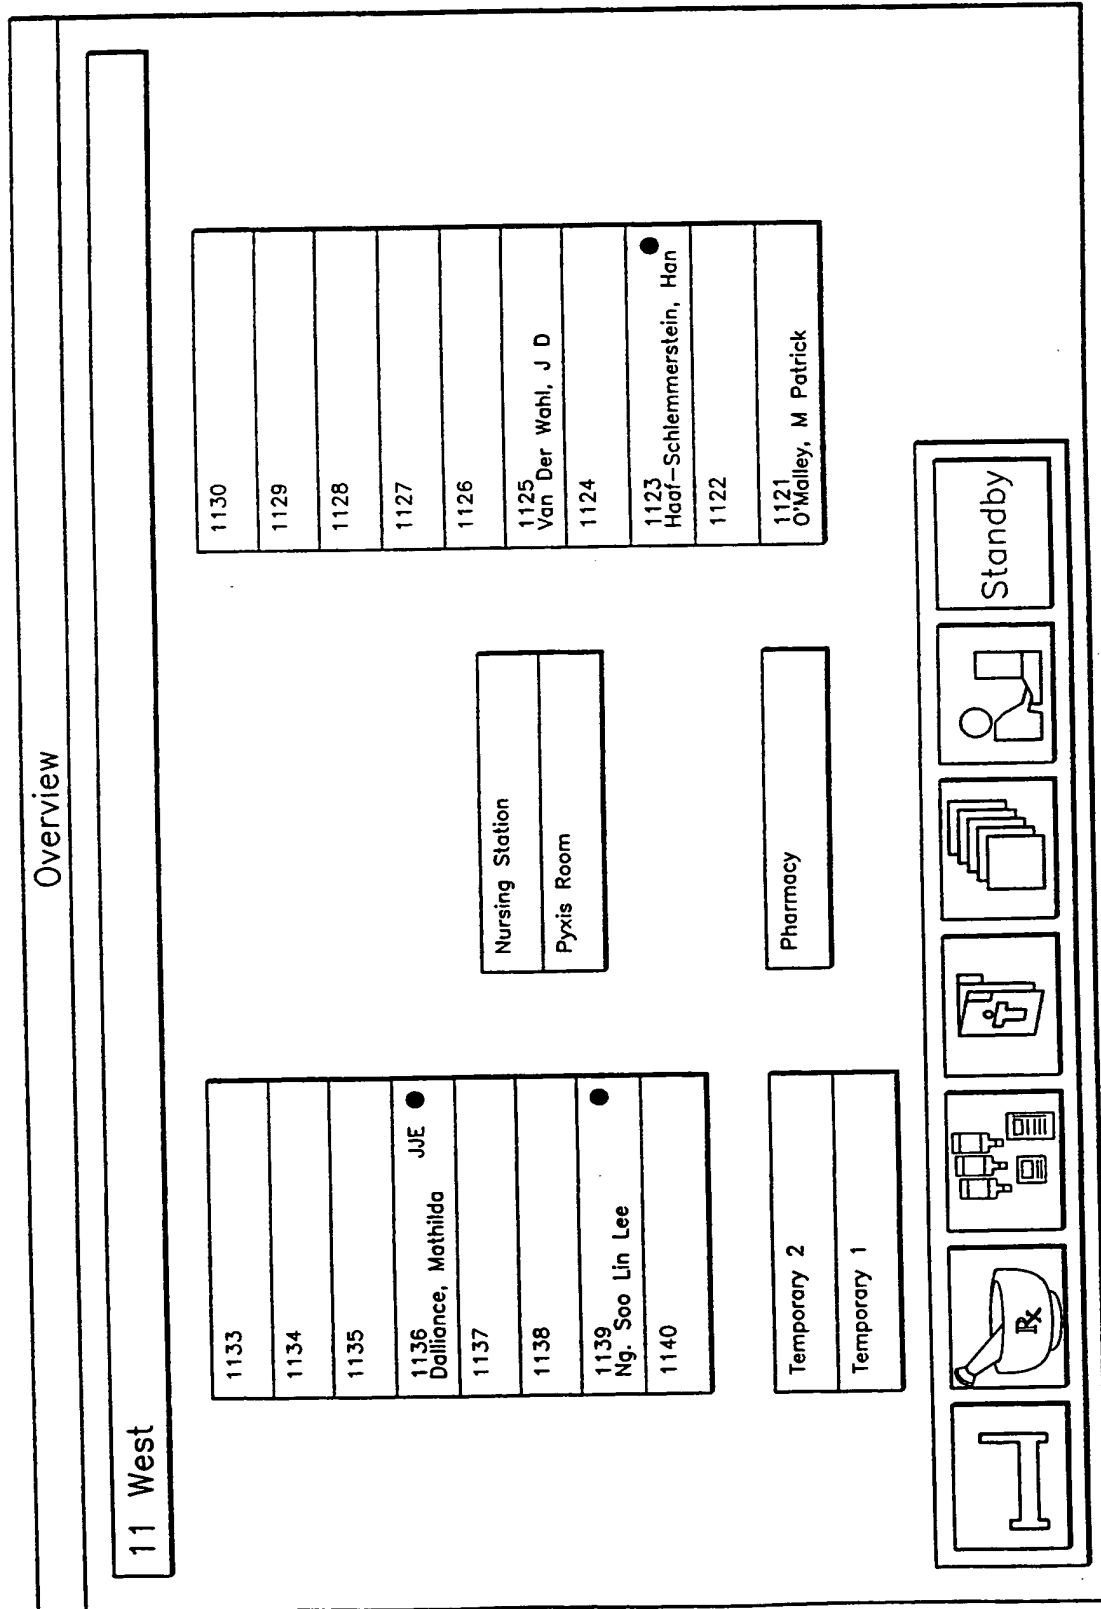 Overview
11 West
1133
1134
1135
1136 JJE
Dalliance, Mathilda
1137
1138
1139
Ng. Soo Lin Lee
1140
Temporary 2
Temporary 1
Nursing Station
Pyxis Room
Pharmacy
1130
1129
1128
1127
1126
1125
Van Der Wahl, J D
1124
1123
Haaf-Schlemmerstein, Han
1122
1121
O'Malley, M Patrick
I
Rx
Standby